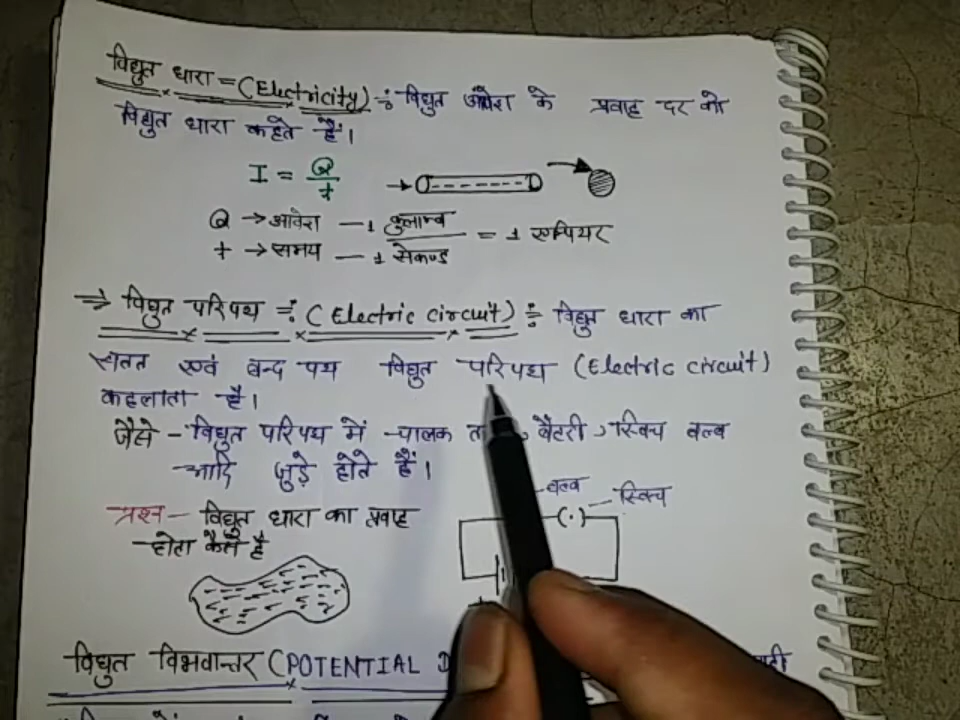 विद्युत धारा = (Electricity) ÷ विद्युत आवेश के प्रवाह दर को
विद्युत धारा कहते हैं।
I = Q/t
Q → आवेश — 1 कुलाम्ब
t → समय — 1 सेकण्ड = 1 एम्पियर
⇒ विद्युत परिपथ ÷ (Electric circuit) ÷ विद्युत धारा का
सतत एवं बन्द पथ विद्युत परिपथ (Electric circuit)
कहलाता है।
जैसे – विद्युत परिपथ में चालक बैटरी, स्विच बल्ब
आदि जुड़े होते हैं।
बल्ब स्विच
प्रश्न – विद्युत धारा का प्रवाह
होता कैसे है
विद्युत विभवान्तर (POTENTIAL